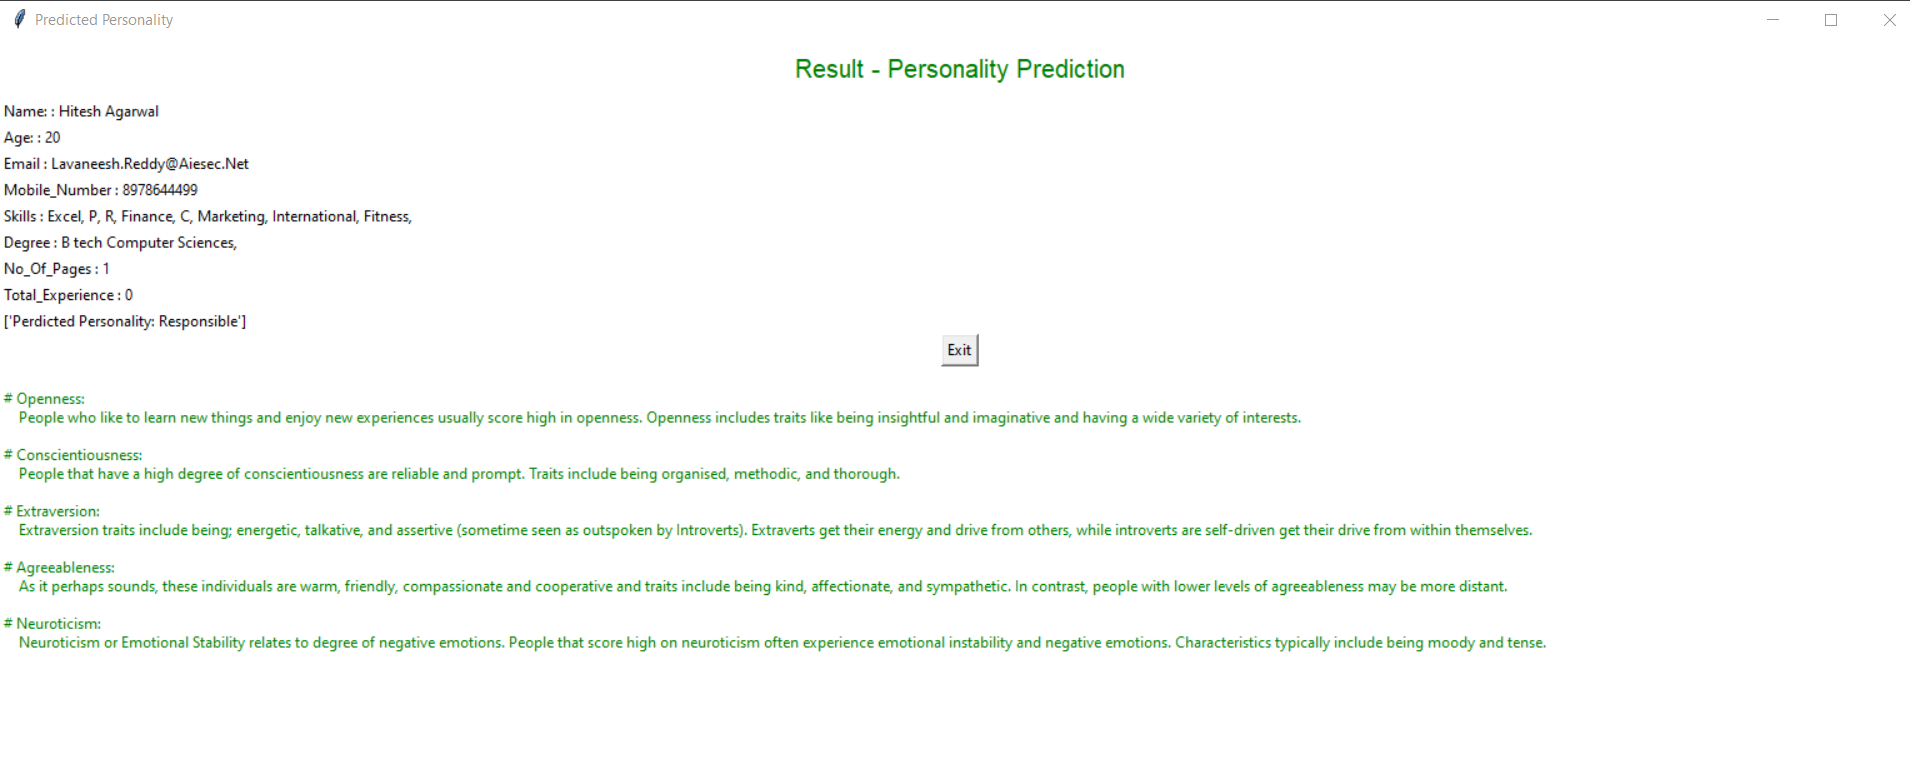 Predicted Personality
Result - Personality Prediction
Name: : Hitesh Agarwal
Age: : 20
Email : Lavaneesh.Reddy@Aiesec.Net
Mobile_Number : 8978644499
Skills : Excel, P, R, Finance, C, Marketing, International, Fitness,
Degree : B tech Computer Sciences,
No_Of_Pages : 1
Total_Experience : 0
['Perdicted Personality: Responsible']
Exit
# Openness:
People who like to learn new things and enjoy new experiences usually score high in openness. Openness includes traits like being insightful and imaginative and having a wide variety of interests.
# Conscientiousness:
People that have a high degree of conscientiousness are reliable and prompt. Traits include being organised, methodic, and thorough.
# Extraversion:
Extraversion traits include being; energetic, talkative, and assertive (sometime seen as outspoken by Introverts). Extraverts get their energy and drive from others, while introverts are self-driven get their drive from within themselves.
# Agreeableness:
As it perhaps sounds, these individuals are warm, friendly, compassionate and cooperative and traits include being kind, affectionate, and sympathetic. In contrast, people with lower levels of agreeableness may be more distant.
# Neuroticism:
Neuroticism or Emotional Stability relates to degree of negative emotions. People that score high on neuroticism often experience emotional instability and negative emotions. Characteristics typically include being moody and tense.